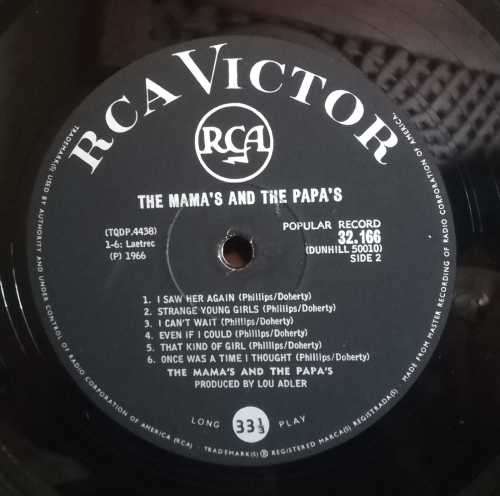 RCA VICTOR
RCA
THE MAMA'S AND THE PAPA'S
(TQDP.4438)
1-6: Laetrec
(P) 1966
POPULAR RECORD
32.166
(DUNHILL 50010)
SIDE 2
1. I SAW HER AGAIN (Phillips/Doherty)
2. STRANGE YOUNG GIRLS (Phillips/Doherty)
3. I CAN'T WAIT (Phillips/Doherty)
4. EVEN IF I COULD (Phillips/Doherty)
5. THAT KIND OF GIRL (Phillips/Doherty)
6. ONCE WAS A TIME I THOUGHT (Phillips/Doherty)
THE MAMA'S AND THE PAPA'S
PRODUCED BY LOU ADLER
LONG 33⅓ PLAY
TRADEMARK(S) USED BY AUTHORITY AND UNDER CONTROL OF RADIO CORPORATION OF AMERICA (RCA) TRADEMARK(S) ® REGISTERED MARCA(S) REGISTRADA(S) MADE FROM MASTER RECORDING OF RADIO CORPORATION OF AMERICA.